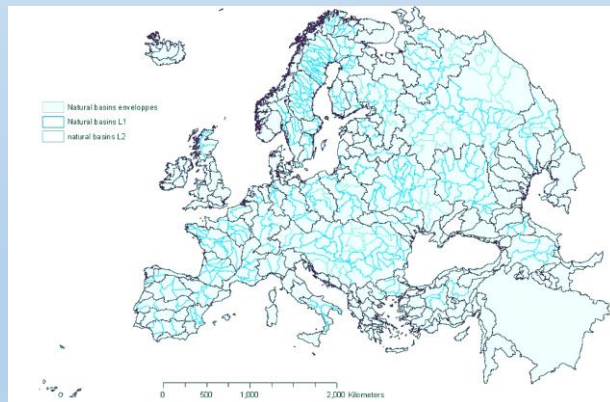 Natural basins enveloppes
Natural basins L1
natural basins L2
0 500 1,000 2,000 Kilometers